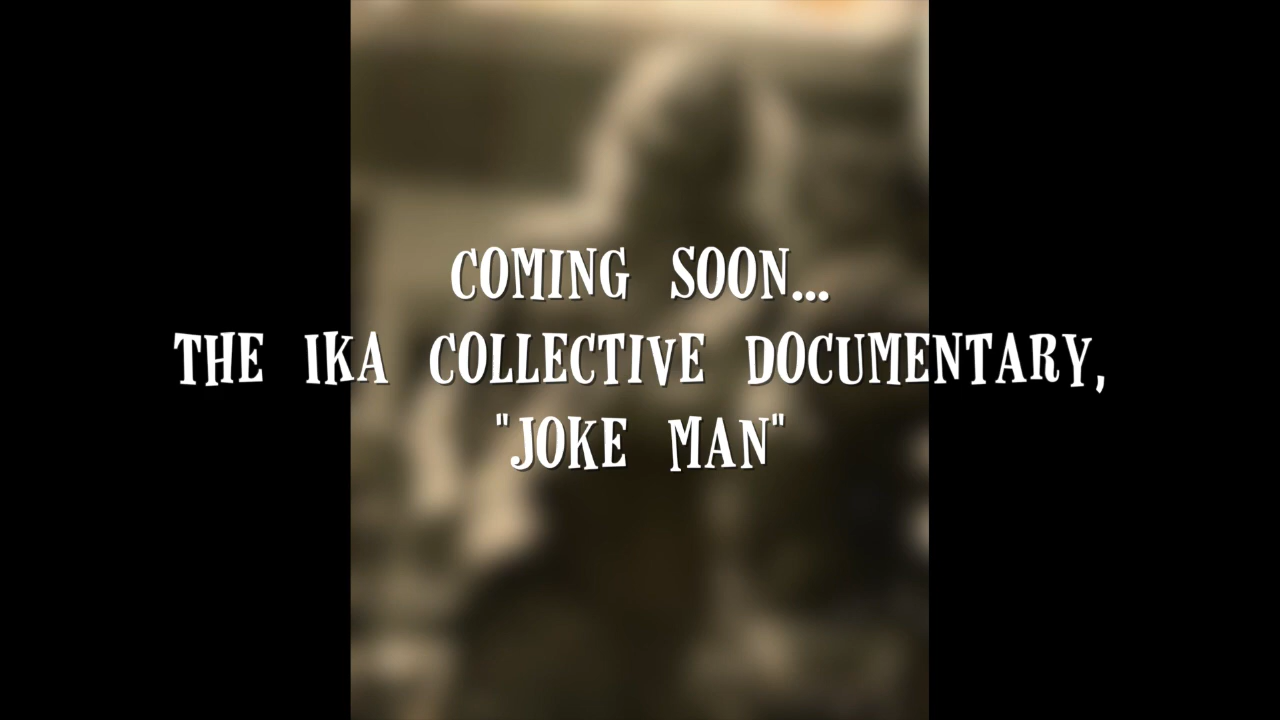 COMING SOON...
THE IKA COLLECTIVE DOCUMENTARY,
"JOKE MAN"